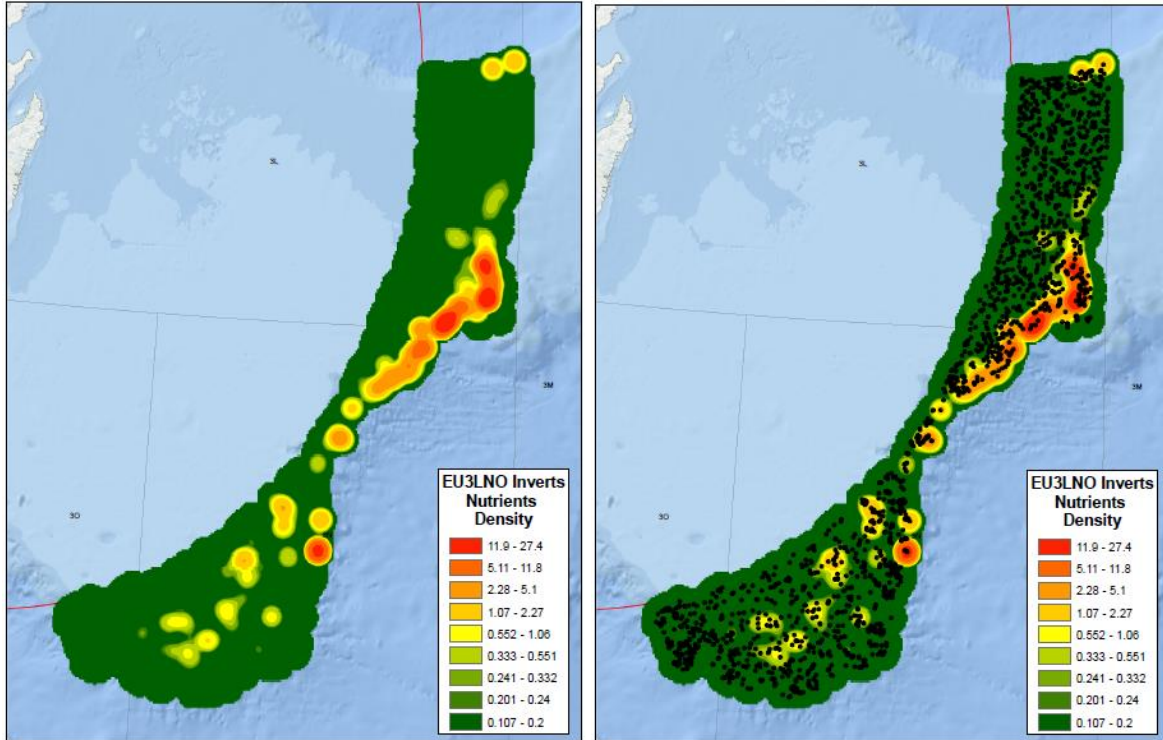 3L
3M
3O
EU3LNO Inverts
Nutrients
Density
11.9 - 27.4
5.11 - 11.8
2.28 - 5.1
1.07 - 2.27
0.552 - 1.06
0.333 - 0.551
0.241 - 0.332
0.201 - 0.24
0.107 - 0.2
3L
3M
3O
EU3LNO Inverts
Nutrients
Density
11.9 - 27.4
5.11 - 11.8
2.28 - 5.1
1.07 - 2.27
0.552 - 1.06
0.333 - 0.551
0.241 - 0.332
0.201 - 0.24
0.107 - 0.2